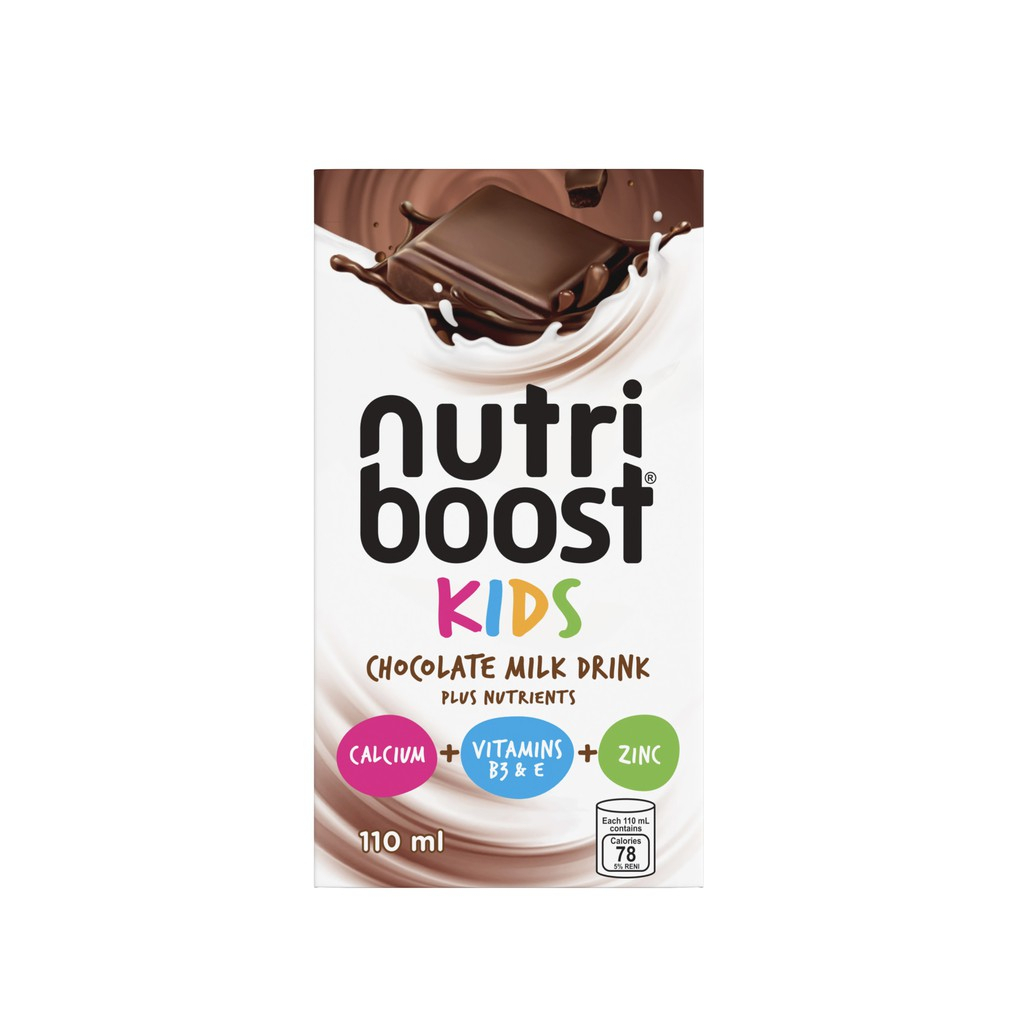 nutri
boost®
KIDS
CHOCOLATE MILK DRINK
PLUS NUTRIENTS
CALCIUM + VITAMINS B3 & E + ZINC
110 ml
Each 110 mL
contains
Calories
78
5% RENI